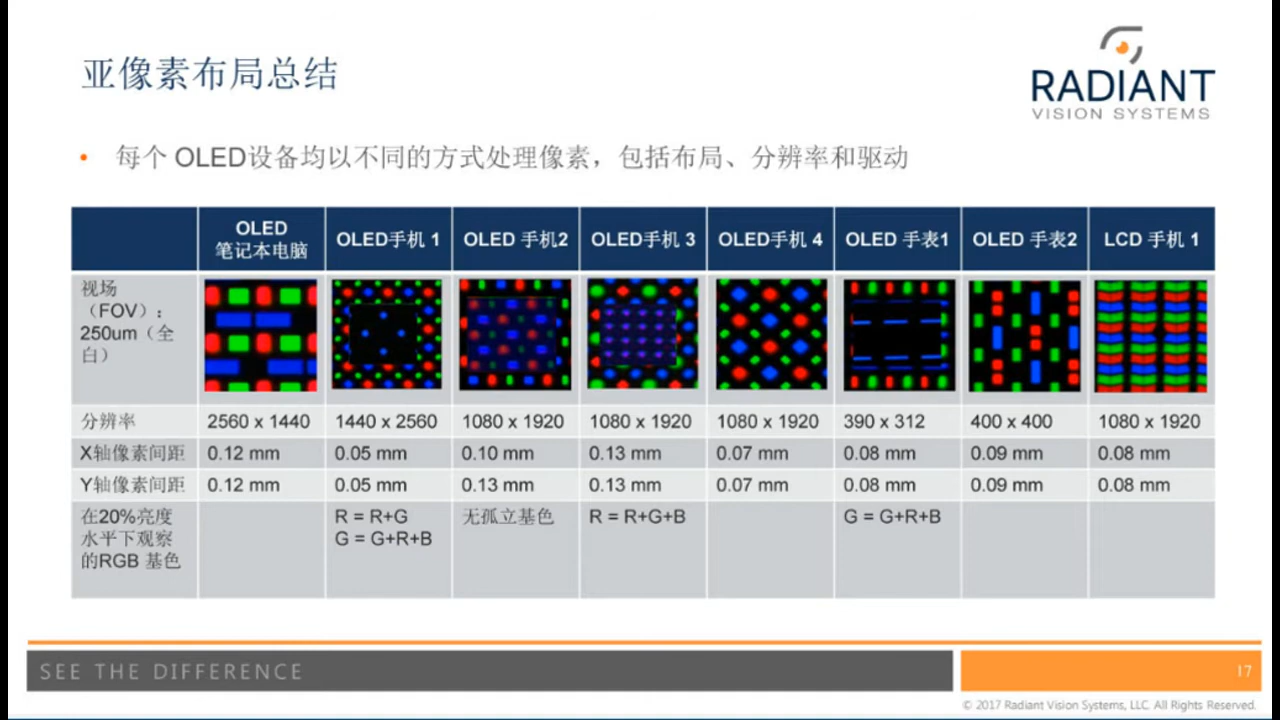 亚像素布局总结
RADIANT
VISION SYSTEMS
• 每个 OLED设备均以不同的方式处理像素，包括布局、分辨率和驱动
OLED
笔记本电脑
OLED手机 1
OLED 手机2
OLED手机 3
OLED手机 4
OLED 手表1
OLED 手表2
LCD 手机 1
视场
（FOV）：
250um（全
白）
分辨率 2560 x 1440 1440 x 2560 1080 x 1920 1080 x 1920 1080 x 1920 390 x 312 400 x 400 1080 x 1920
X轴像素间距 0.12 mm 0.05 mm 0.10 mm 0.13 mm 0.07 mm 0.08 mm 0.09 mm 0.08 mm
Y轴像素间距 0.12 mm 0.05 mm 0.13 mm 0.13 mm 0.07 mm 0.08 mm 0.09 mm 0.08 mm
在20%亮度
水平下观察
的RGB 基色
R = R+G
G = G+R+B
无孤立基色
R = R+G+B
G = G+R+B
SEE THE DIFFERENCE
17
© 2017 Radiant Vision Systems, LLC. All Rights Reserved.